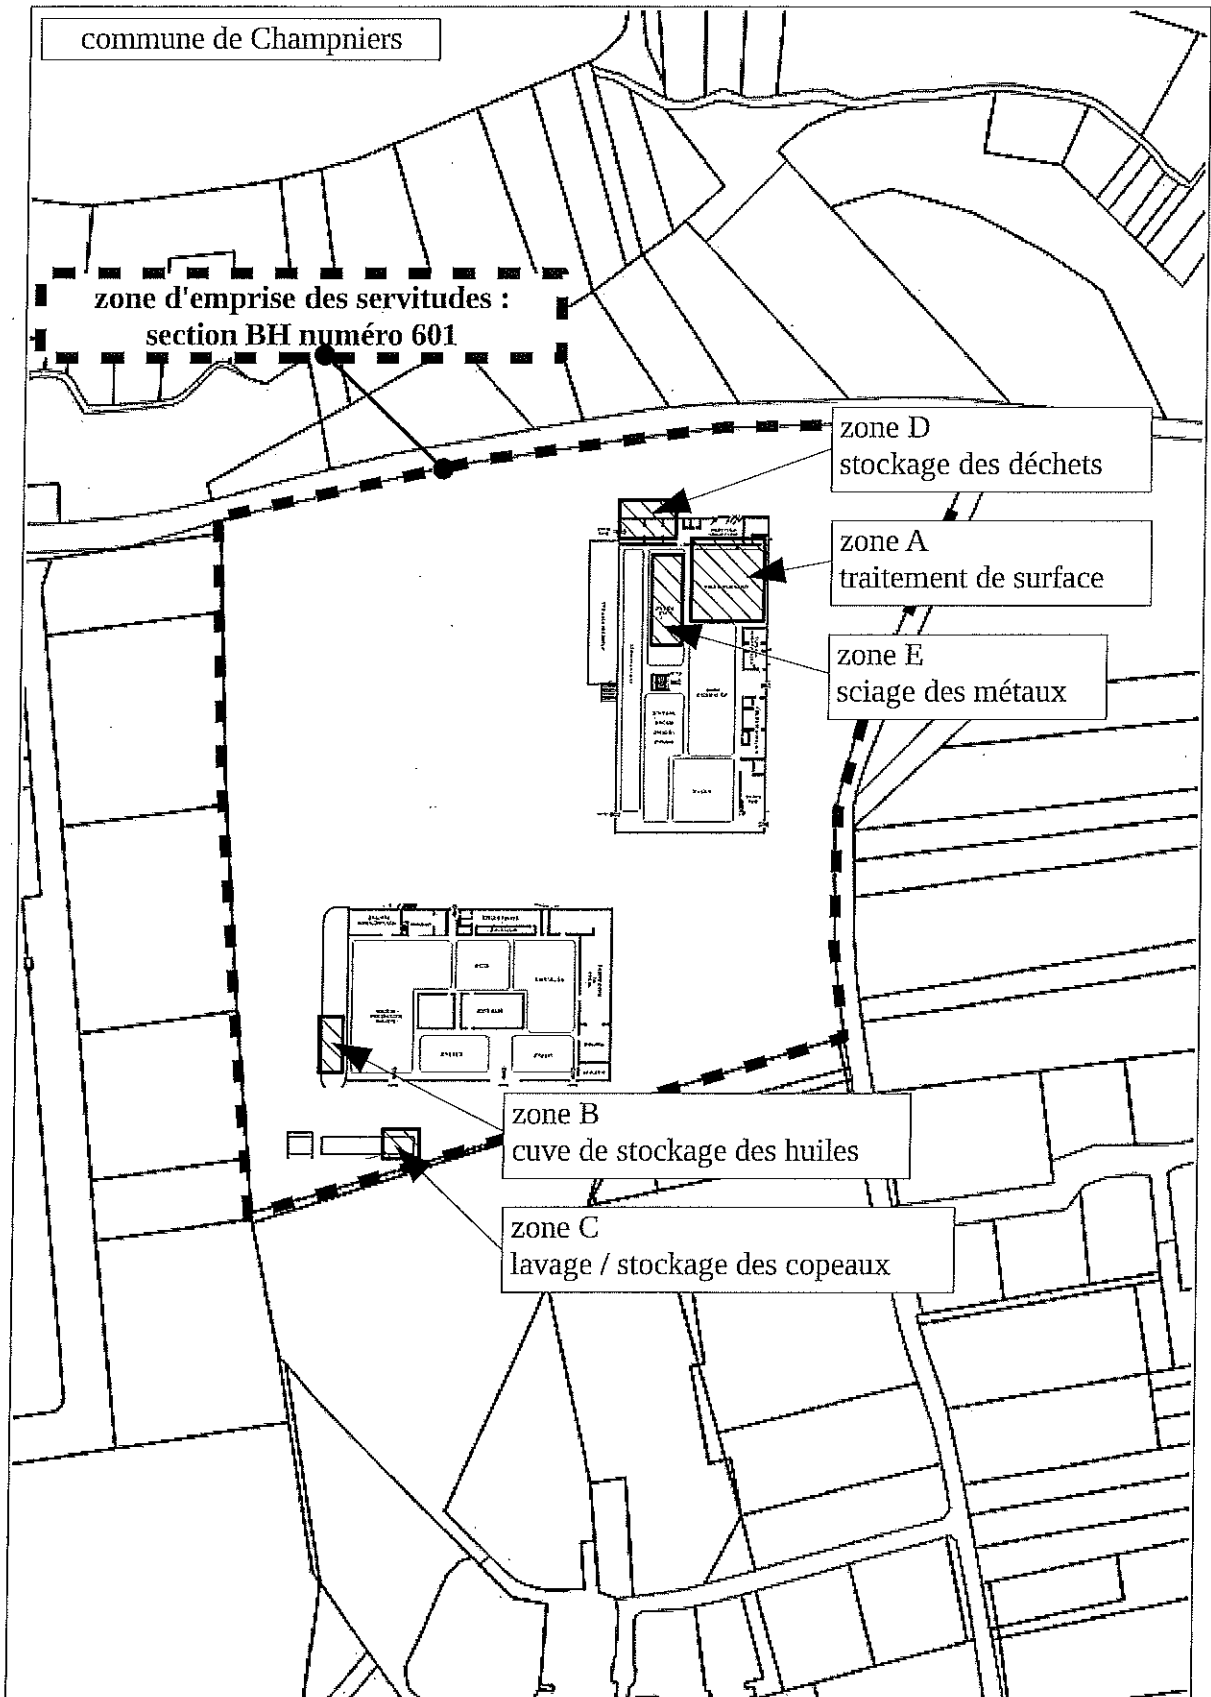 commune de Champniers
zone d'emprise des servitudes :
section BH numéro 601
zone D
stockage des déchets
zone A
traitement de surface
zone E
sciage des métaux
zone B
cuve de stockage des huiles
zone C
lavage / stockage des copeaux